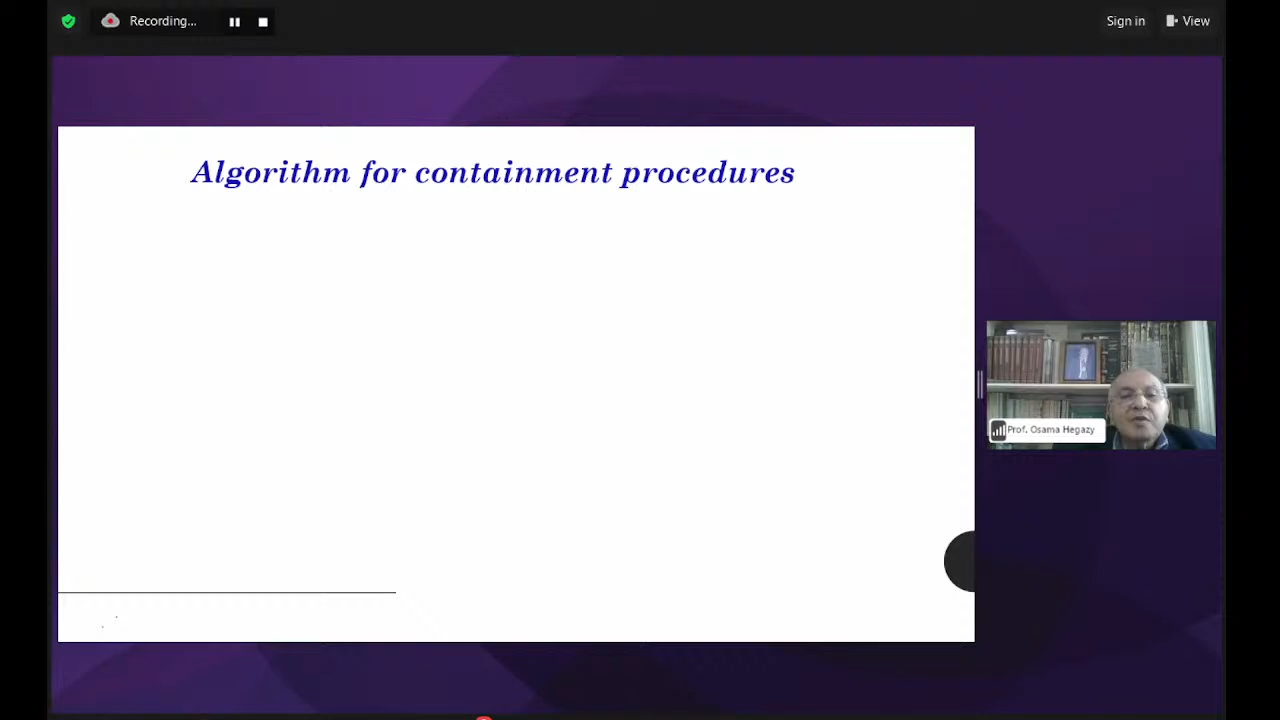 Recording...
Sign in
View
Algorithm for containment procedures
Prof. Osama Hegazy